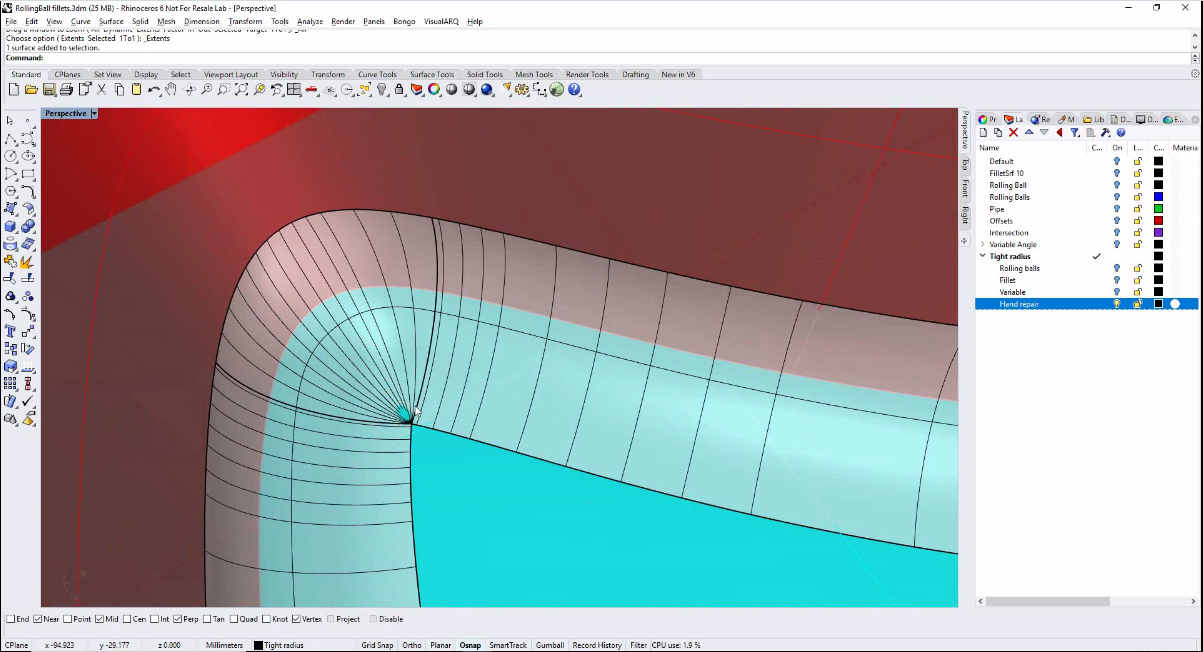 RollingBall fillets.3dm (25 MB) - Rhinoceros 6 Not For Resale Lab - [Perspective]
File Edit View Curve Surface Solid Mesh Dimension Transform Tools Analyze Render Panels Bongo VisualARQ Help
Choose option ( Extents Selected 1To1 ): _Extents
1 surface added to selection.
Command:
Standard CPlanes Set View Display Select Viewport Layout Visibility Transform Curve Tools Surface Tools Solid Tools Mesh Tools Render Tools Drafting New in V6
Perspective
Perspective
Top
Front
Right
Pr La Re M Lib D... D... E...
Name C... On L... C... Materia
Default
FilletSrf 10
Rolling Ball
Rolling Balls
Pipe
Offsets
Intersection
Variable Angle
Tight radius
Rolling balls
Fillet
Variable
Hand repair
End Near Point Mid Cen Int Perp Tan Quad Knot Vertex Project Disable
CPlane x -94.923 y -29.177 z 0.000 Millimeters Tight radius Grid Snap Ortho Planar Osnap SmartTrack Gumball Record History Filter CPU use: 1.9 %